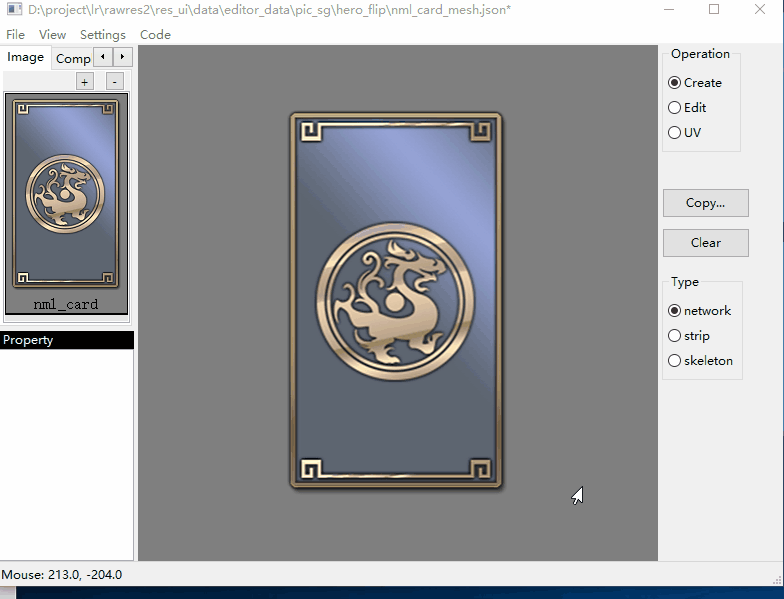 D:\project\lr\rawres2\res_ui\data\editor_data\pic_sg\hero_flip\nml_card_mesh.json*
File View Settings Code
Image Comp
+ -
nml_card
Property
Operation
Create
Edit
UV
Copy...
Clear
Type
network
strip
skeleton
Mouse: 213.0, -204.0